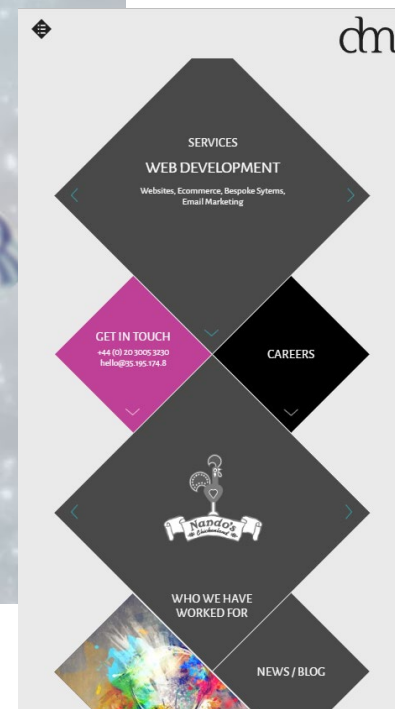 dm
SERVICES
WEB DEVELOPMENT
Websites, Ecommerce, Bespoke Sytems,
Email Marketing
GET IN TOUCH
+44 (0) 20 3005 3230
hello@35.195.174.8
CAREERS
Nando's
Chickenland
WHO WE HAVE
WORKED FOR
NEWS / BLOG